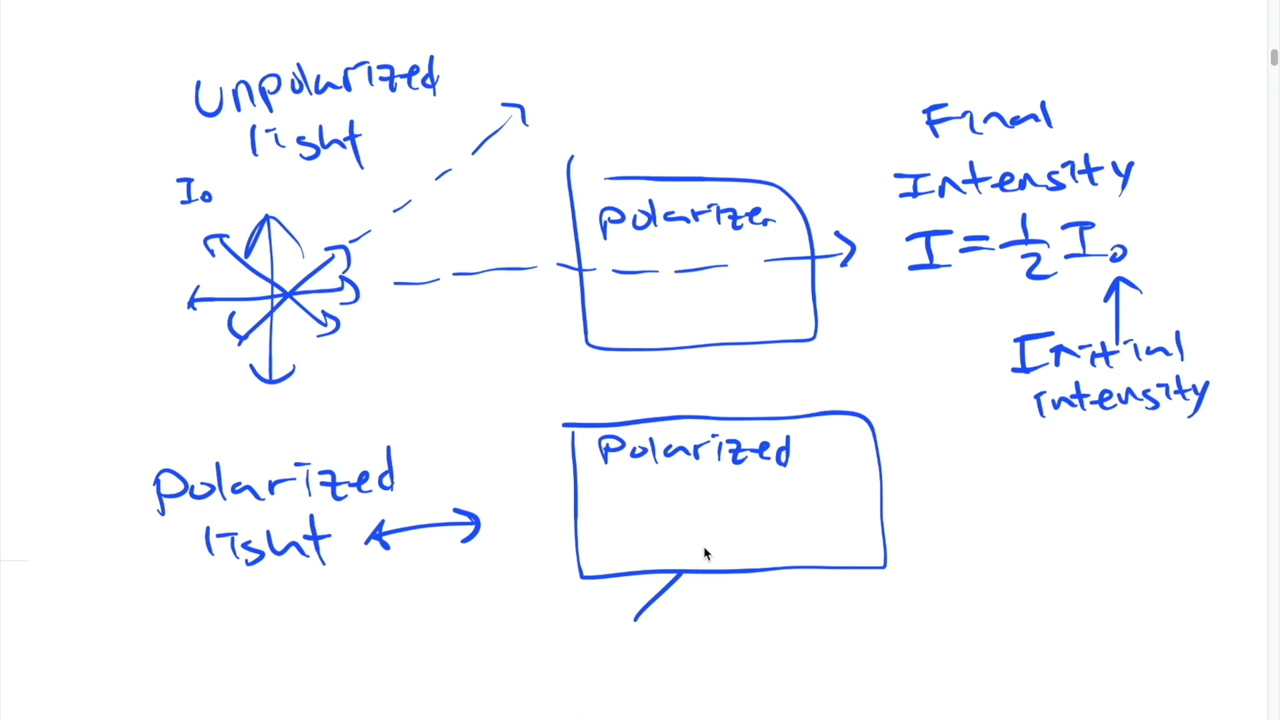 Unpolarized
light
I₀
polarizer
Final
Intensity
I = 1/2 I₀
Initial
intensity
Polarized
light
Polarized